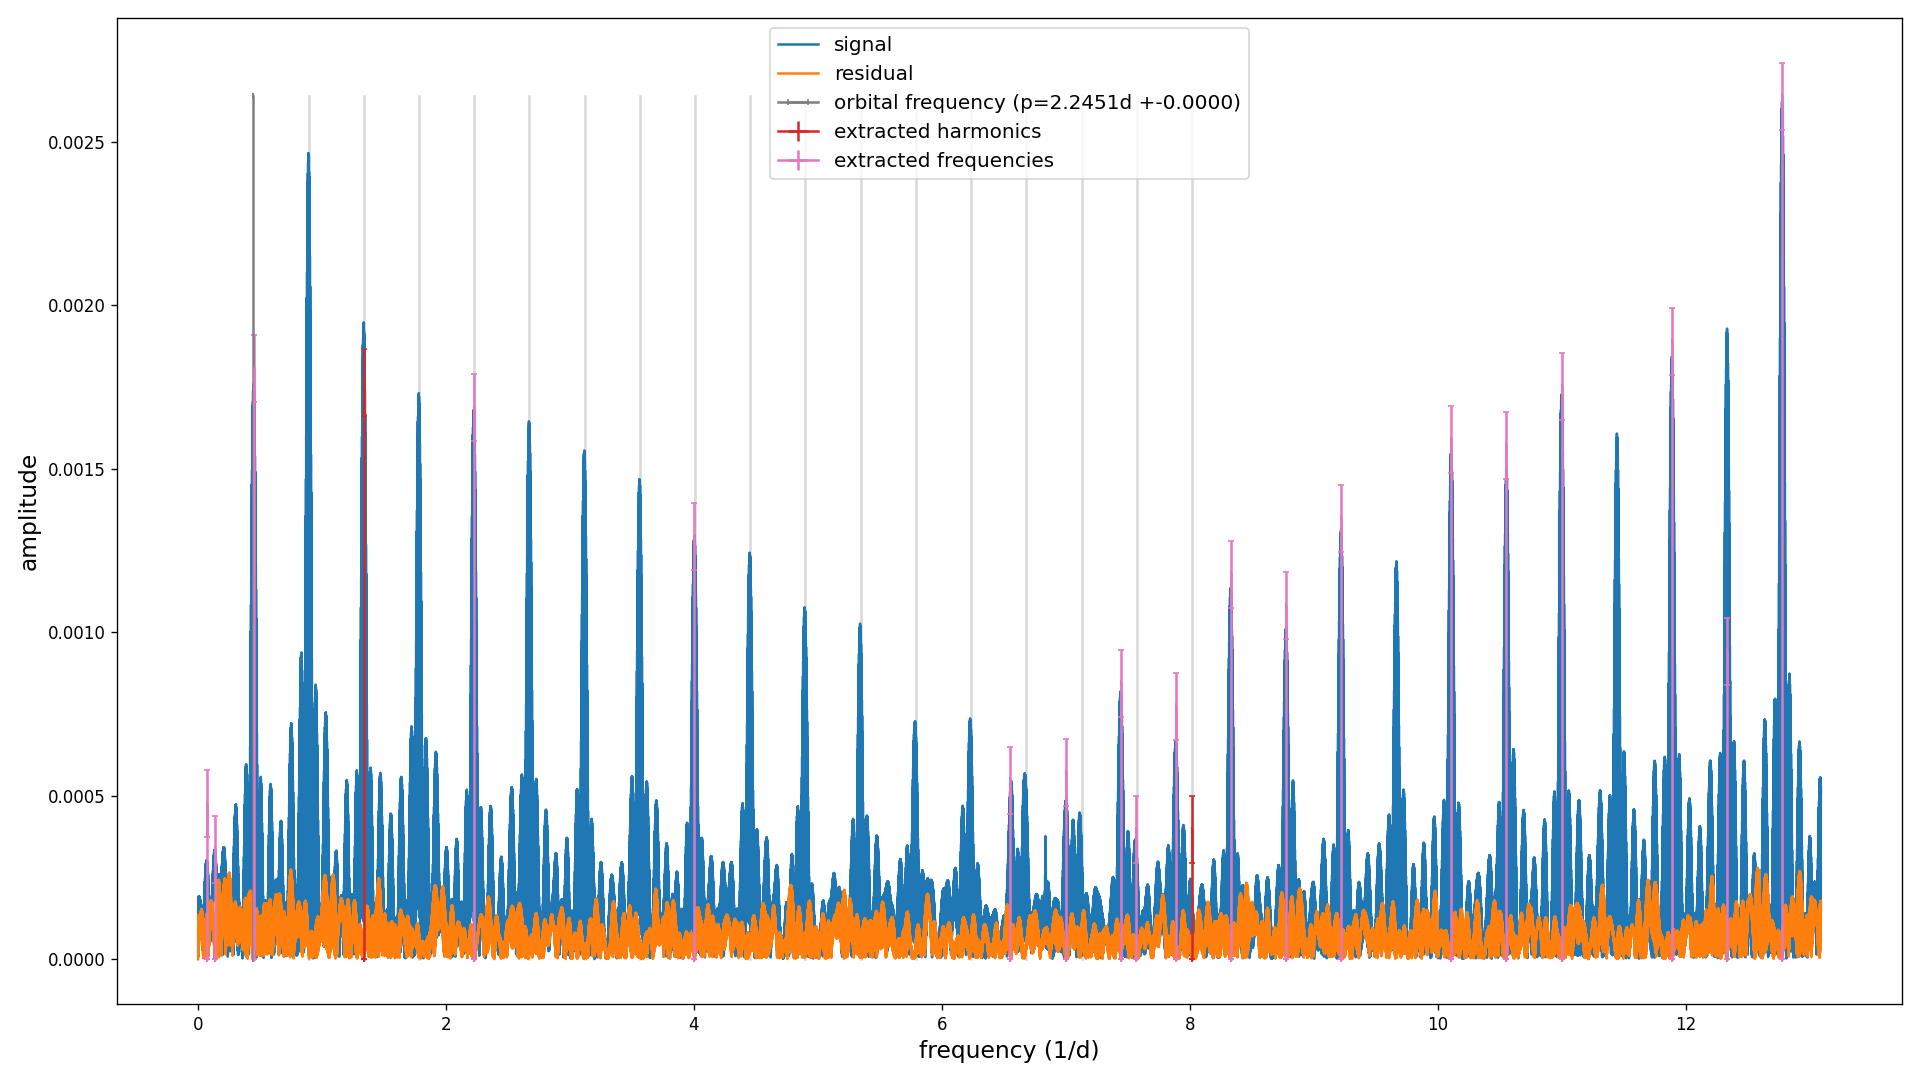 signal
residual
orbital frequency (p=2.2451d +-0.0000)
extracted harmonics
extracted frequencies
amplitude
0.0025
0.0020
0.0015
0.0010
0.0005
0.0000
0 2 4 6 8 10 12
frequency (1/d)